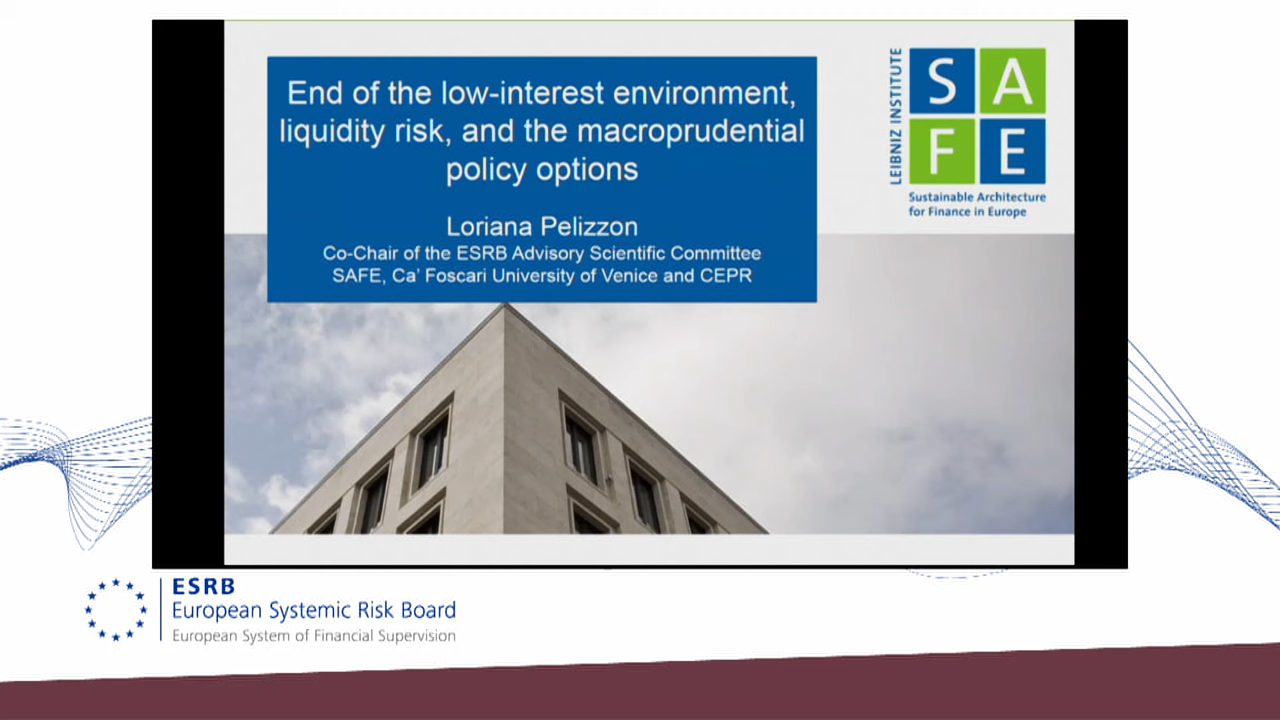 End of the low-interest environment,
liquidity risk, and the macroprudential
policy options
Loriana Pelizzon
Co-Chair of the ESRB Advisory Scientific Committee
SAFE, Ca' Foscari University of Venice and CEPR
LEIBNIZ INSTITUTE
S A
F E
Sustainable Architecture
for Finance in Europe
ESRB
European Systemic Risk Board
European System of Financial Supervision